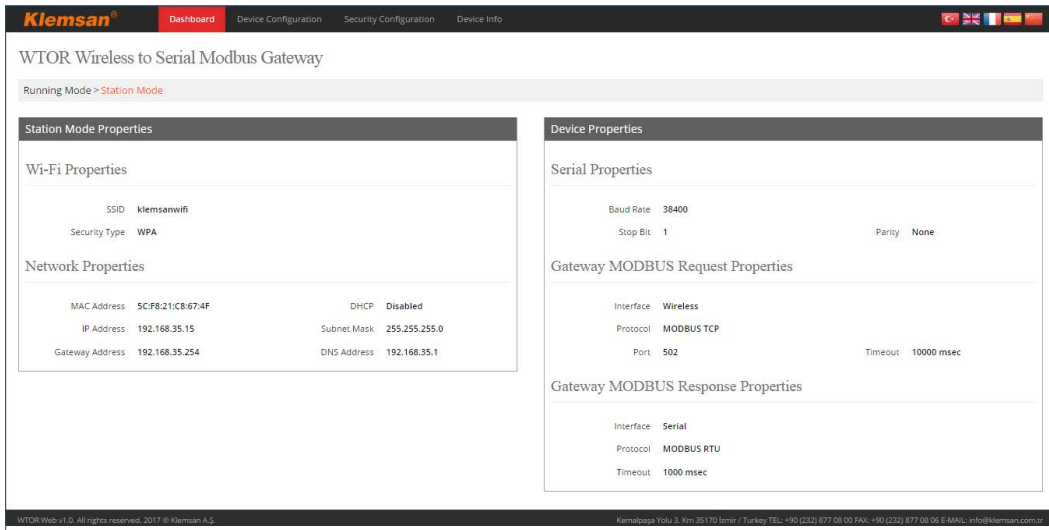 Klemsan®
Dashboard
Device Configuration
Security Configuration
Device Info
WTOR Wireless to Serial Modbus Gateway
Running Mode > Station Mode
Station Mode Properties
Wi-Fi Properties
SSID klemsanwifi
Security Type WPA
Network Properties
MAC Address 5C:F8:21:C8:67:4F DHCP Disabled
IP Address 192.168.35.15 Subnet Mask 255.255.255.0
Gateway Address 192.168.35.254 DNS Address 192.168.35.1
Device Properties
Serial Properties
Baud Rate 38400
Stop Bit 1 Parity None
Gateway MODBUS Request Properties
Interface Wireless
Protocol MODBUS TCP
Port 502 Timeout 10000 msec
Gateway MODBUS Response Properties
Interface Serial
Protocol MODBUS RTU
Timeout 1000 msec
WTOR Web v1.0. All rights reserved. 2017 © Klemsan A.Ş.
Kemalpaşa Yolu 3. Km 35170 Izmir / Turkey TEL: +90 (232) 877 08 00 FAX: +90 (232) 877 08 06 E-MAIL: info@klemsan.com.tr